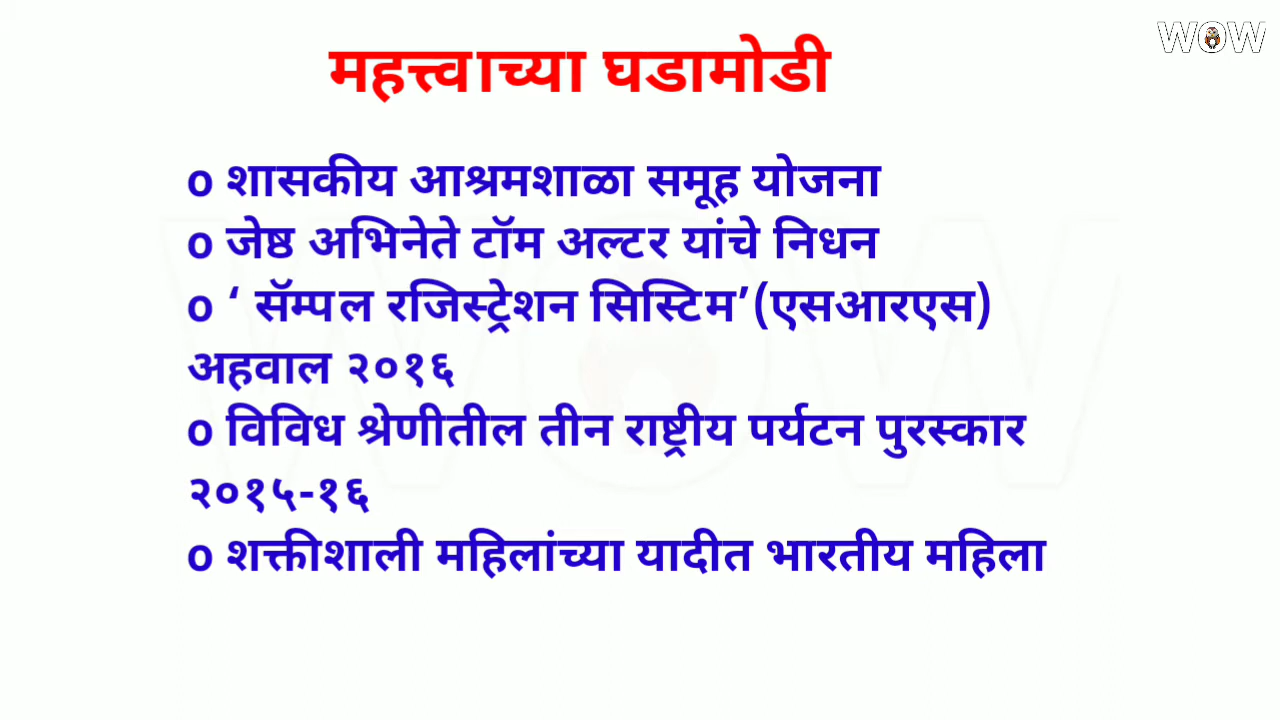 WOW
महत्त्वाच्या घडामोडी
o शासकीय आश्रमशाळा समूह योजना
o जेष्ठ अभिनेते टॉम अल्टर यांचे निधन
o ‘ सॅम्पल रजिस्ट्रेशन सिस्टिम’(एसआरएस)
अहवाल २०१६
o विविध श्रेणीतील तीन राष्ट्रीय पर्यटन पुरस्कार
२०१५-१६
o शक्तीशाली महिलांच्या यादीत भारतीय महिला